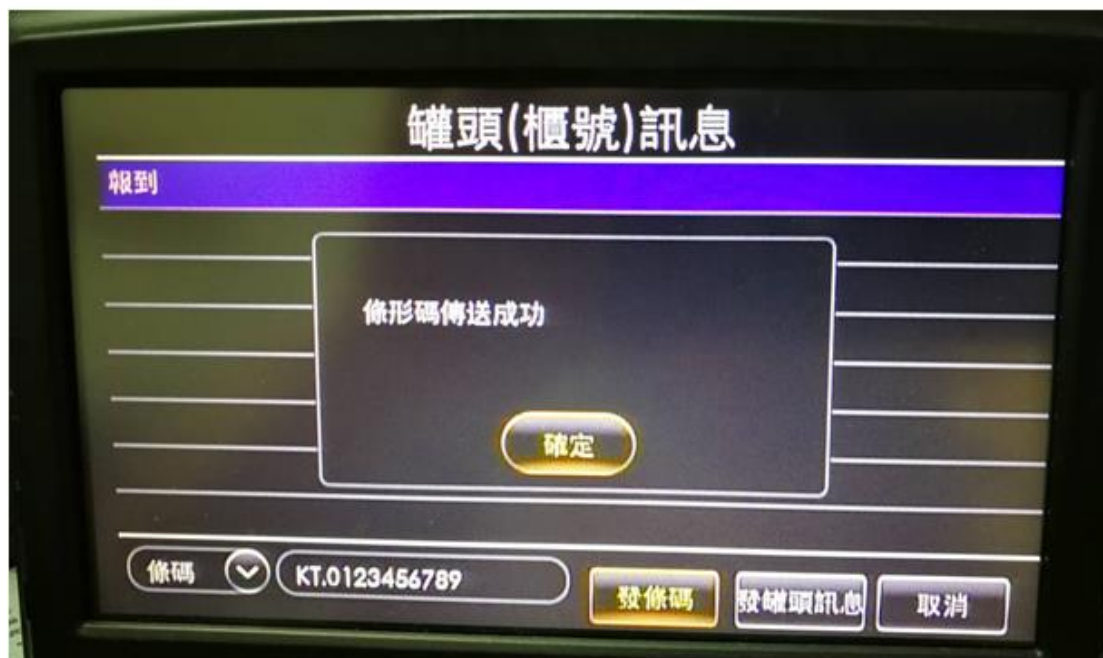 罐頭(櫃號)訊息
報到
條形碼傳送成功
確定
條碼
KT.0123456789
發條碼
發罐頭訊息
取消